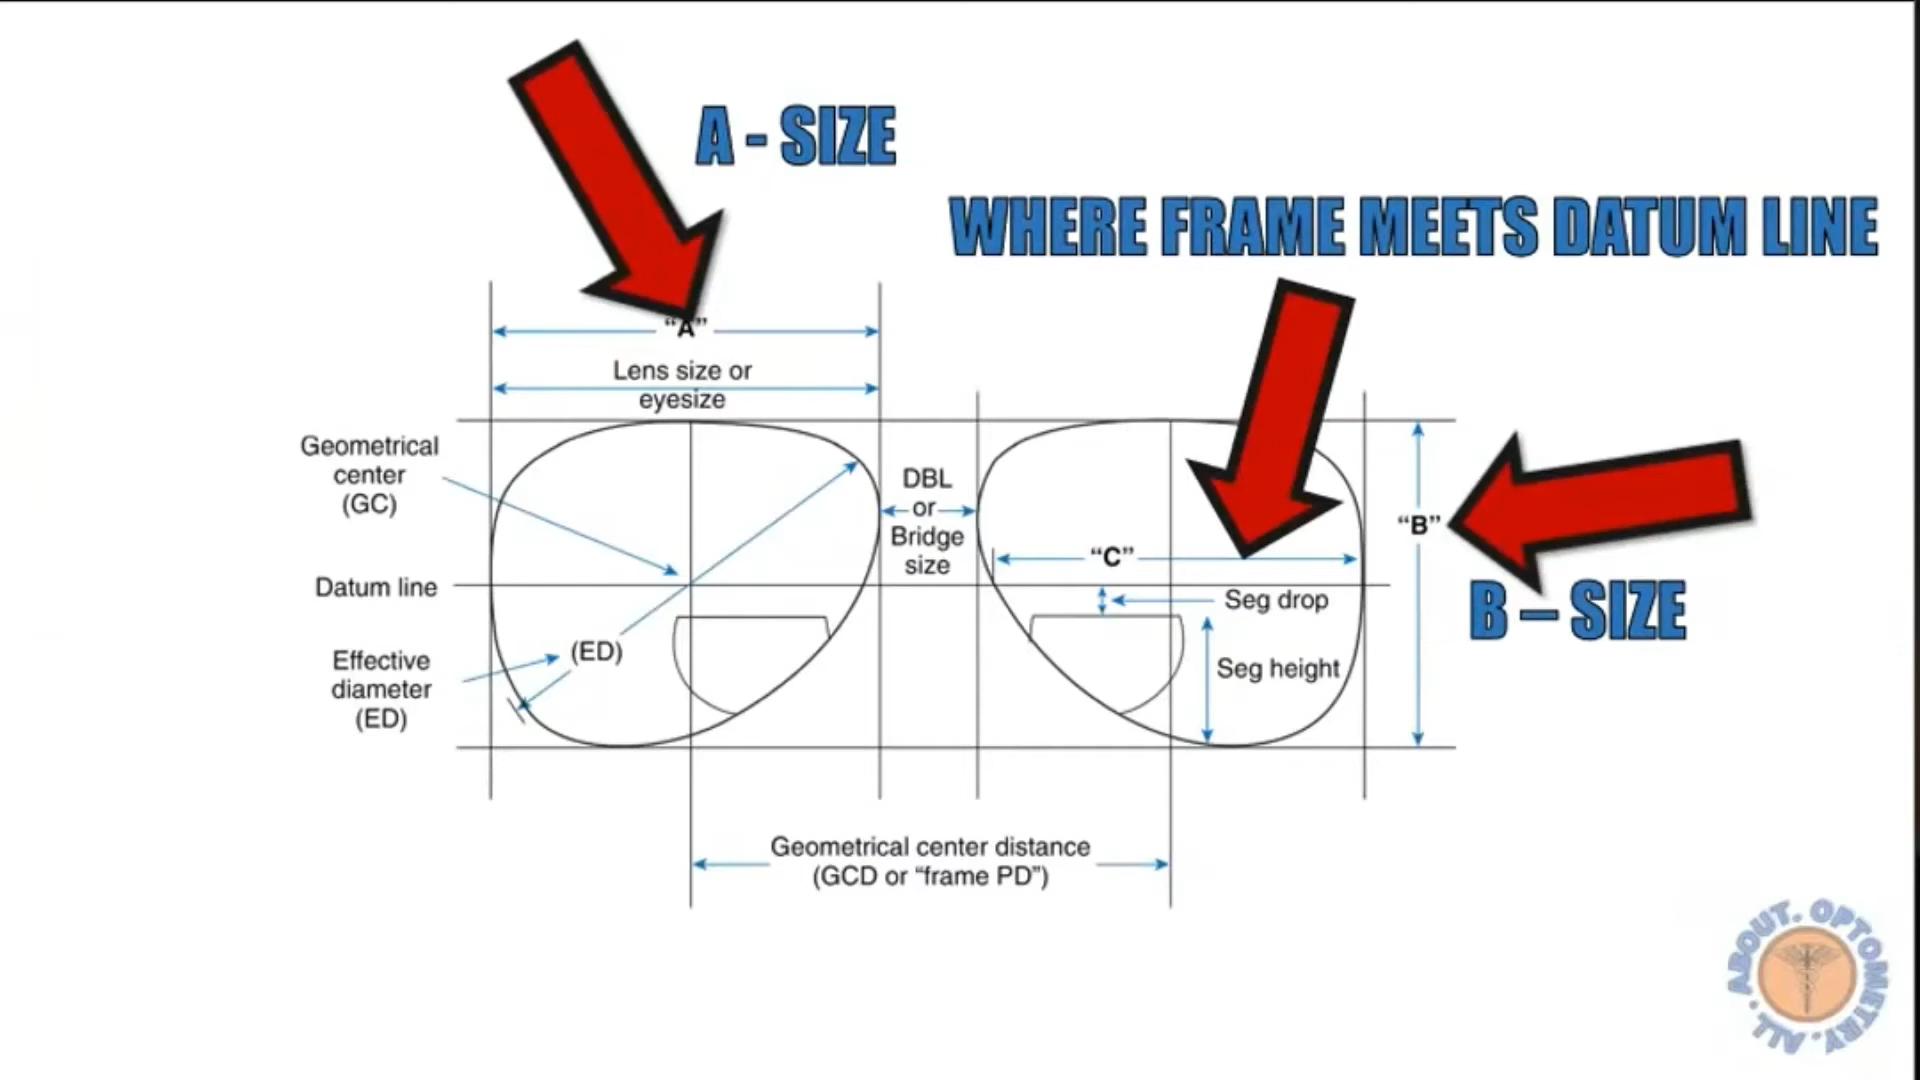 A - SIZE
WHERE FRAME MEETS DATUM LINE
“A”
Lens size or
eyesize
Geometrical
center
(GC)
DBL
or
Bridge
size
“C”
“B”
Datum line
Seg drop
B – SIZE
(ED)
Effective
diameter
(ED)
Seg height
Geometrical center distance
(GCD or “frame PD”)
ALL. ABOUT. OPTOMETRY.